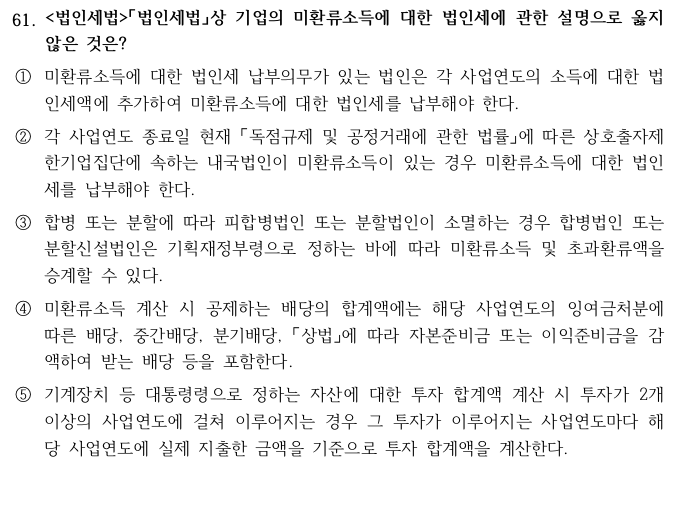 61. <법인세법>「법인세법」상 기업의 미환류소득에 대한 법인세에 관한 설명으로 옳지
않은 것은?
① 미환류소득에 대한 법인세 납부의무가 있는 법인은 각 사업연도의 소득에 대한 법
인세액에 추가하여 미환류소득에 대한 법인세를 납부해야 한다.
② 각 사업연도 종료일 현재 「독점규제 및 공정거래에 관한 법률」에 따른 상호출자제
한기업집단에 속하는 내국법인이 미환류소득이 있는 경우 미환류소득에 대한 법인
세를 납부해야 한다.
③ 합병 또는 분할에 따라 피합병법인 또는 분할법인이 소멸하는 경우 합병법인 또는
분할신설법인은 기획재정부령으로 정하는 바에 따라 미환류소득 및 초과환류액을
승계할 수 있다.
④ 미환류소득 계산 시 공제하는 배당의 합계액에는 해당 사업연도의 잉여금처분에
따른 배당, 중간배당, 분기배당, 「상법」에 따라 자본준비금 또는 이익준비금을 감
액하여 받는 배당 등을 포함한다.
⑤ 기계장치 등 대통령령으로 정하는 자산에 대한 투자 합계액 계산 시 투자가 2개
이상의 사업연도에 걸쳐 이루어지는 경우 그 투자가 이루어지는 사업연도마다 해
당 사업연도에 실제 지출한 금액을 기준으로 투자 합계액을 계산한다.